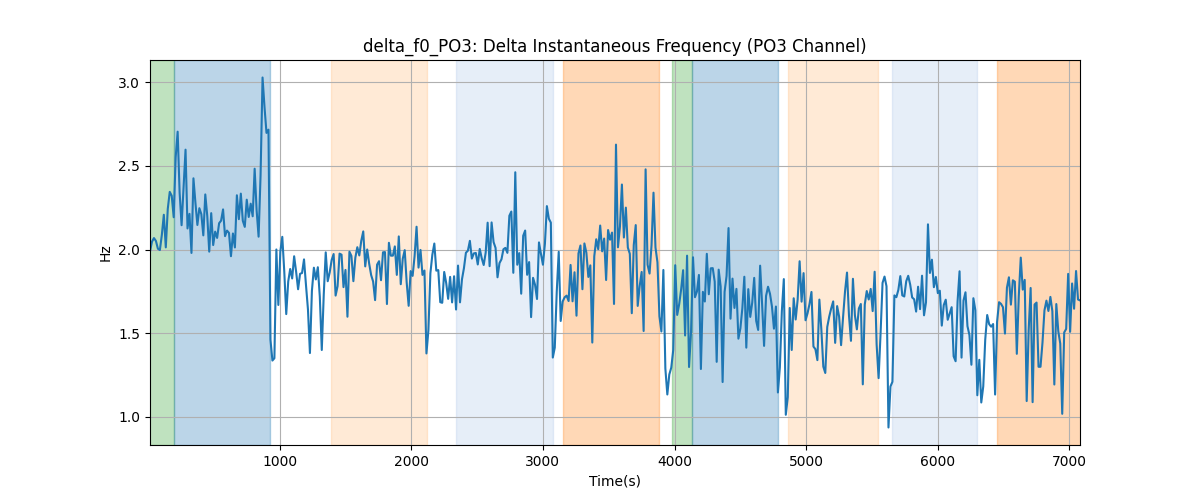 delta_f0_PO3: Delta Instantaneous Frequency (PO3 Channel)
3.0
2.5
2.0
1.5
1.0
Hz
1000 2000 3000 4000 5000 6000 7000
Time(s)